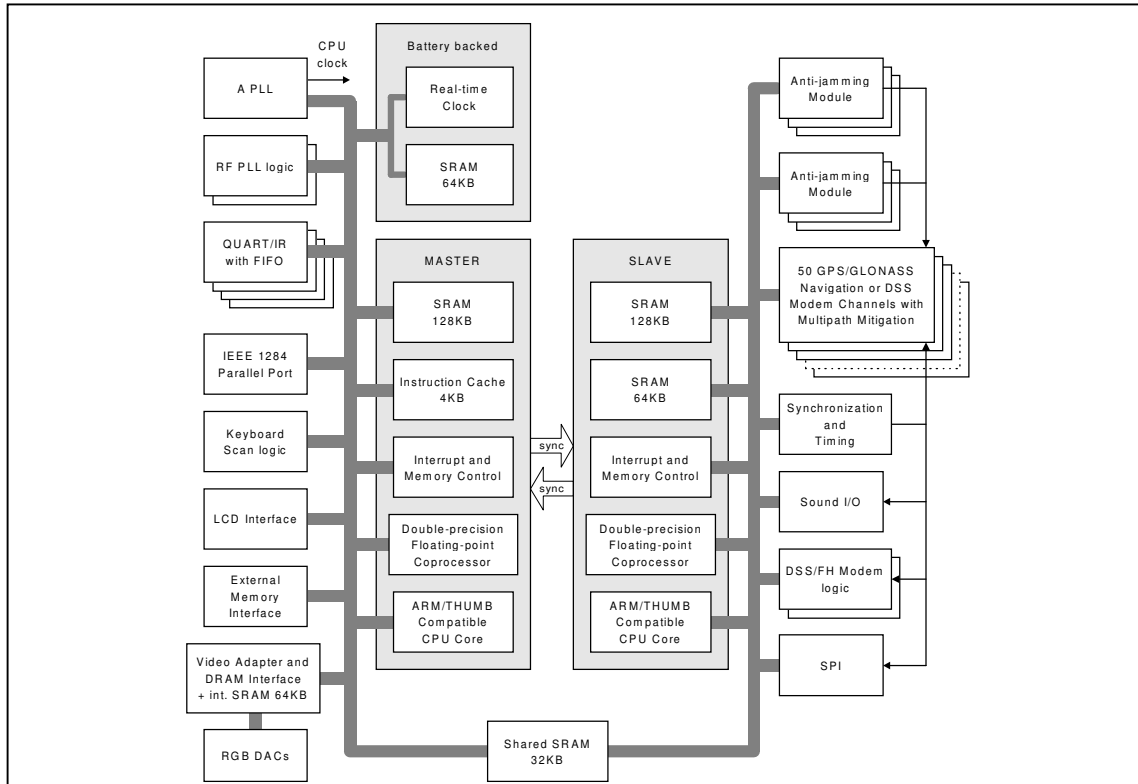 CPU
clock
A PLL
RF PLL logic
QUART/IR
with FIFO
IEEE 1284
Parallel Port
Keyboard
Scan logic
LCD Interface
External
Memory
Interface
Video Adapter and
DRAM Interface
+ int. SRAM 64KB
RGB DACs
Battery backed
Real-time
Clock
SRAM
64KB
MASTER
SRAM
128KB
Instruction Cache
4KB
Interrupt and
Memory Control
Double-precision
Floating-point
Coprocessor
ARM/THUMB
Compatible
CPU Core
sync
sync
SLAVE
SRAM
128KB
SRAM
64KB
Interrupt and
Memory Control
Double-precision
Floating-point
Coprocessor
ARM/THUMB
Compatible
CPU Core
Shared SRAM
32KB
Anti-jamming
Module
Anti-jamming
Module
50 GPS/GLONASS
Navigation or DSS
Modem Channels with
Multipath Mitigation
Synchronization
and
Timing
Sound I/O
DSS/FH Modem
logic
SPI